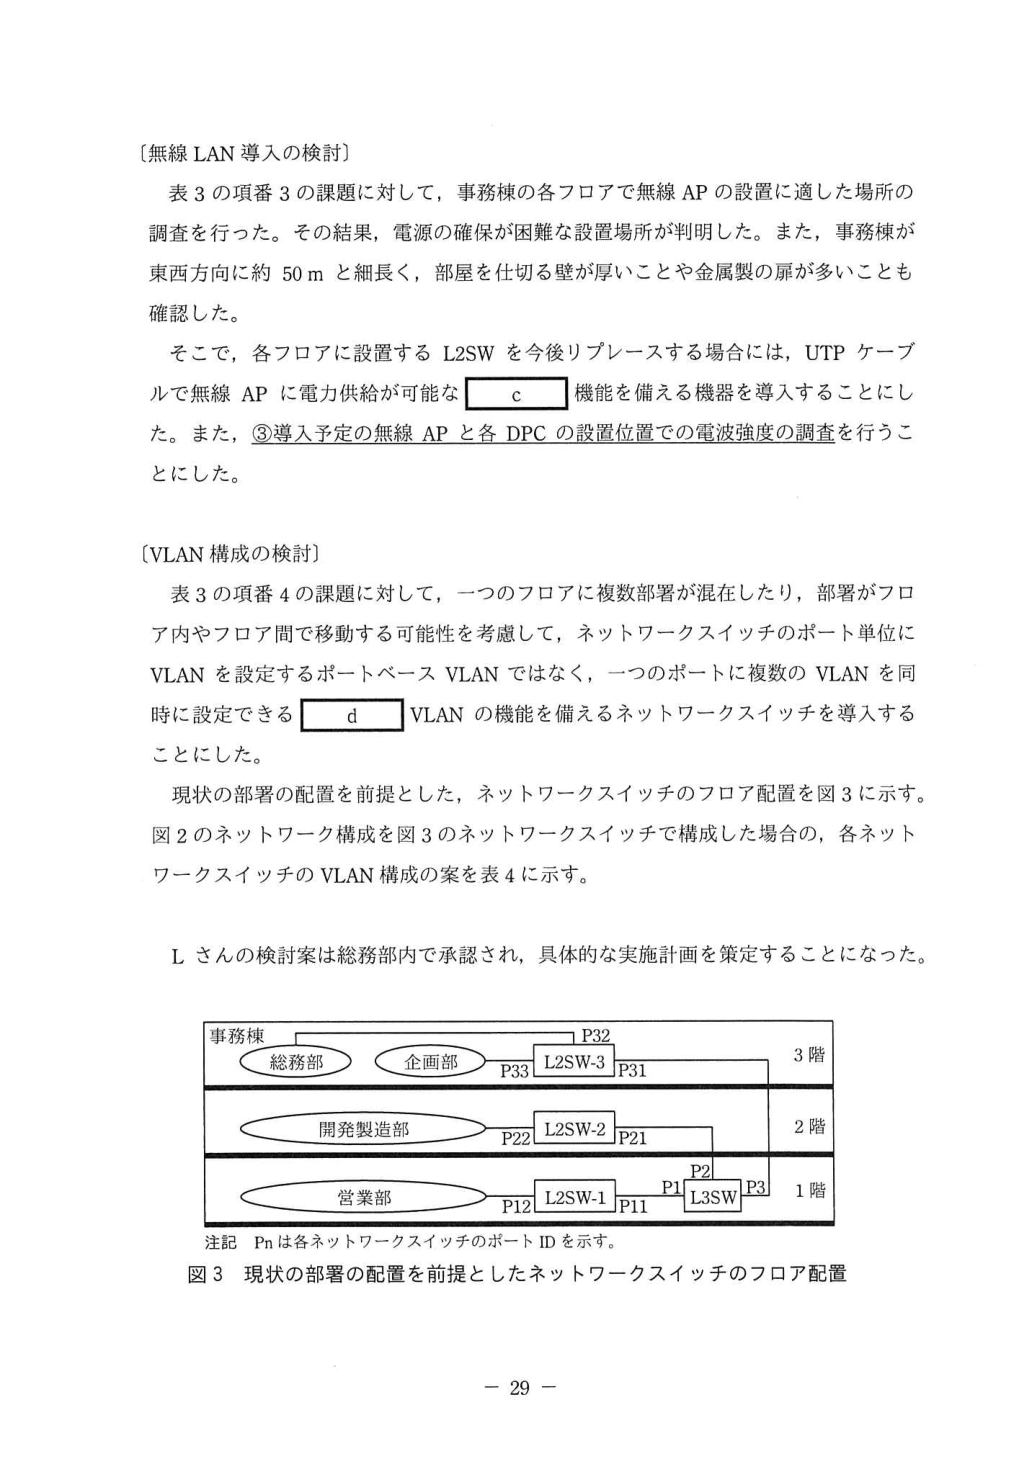 〔無線 LAN 導入の検討〕
表 3 の項番 3 の課題に対して，事務棟の各フロアで無線 AP の設置に適した場所の
調査を行った。その結果，電源の確保が困難な設置場所が判明した。また，事務棟が
東西方向に約 50 m と細長く，部屋を仕切る壁が厚いことや金属製の扉が多いことも
確認した。
そこで，各フロアに設置する L2SW を今後リプレースする場合には，UTP ケーブ
ルで無線 AP に電力供給が可能な c 機能を備える機器を導入することにし
た。また，③導入予定の無線 AP と各 DPC の設置位置での電波強度の調査を行うこ
とにした。
〔VLAN 構成の検討〕
表 3 の項番 4 の課題に対して，一つのフロアに複数部署が混在したり，部署がフロ
ア内やフロア間で移動する可能性を考慮して，ネットワークスイッチのポート単位に
VLAN を設定するポートベース VLAN ではなく，一つのポートに複数の VLAN を同
時に設定できる d VLAN の機能を備えるネットワークスイッチを導入する
ことにした。
現状の部署の配置を前提とした，ネットワークスイッチのフロア配置を図 3 に示す。
図 2 のネットワーク構成を図 3 のネットワークスイッチで構成した場合の，各ネット
ワークスイッチの VLAN 構成の案を表 4 に示す。
L さんの検討案は総務部内で承認され，具体的な実施計画を策定することになった。
事務棟 P32
総務部 企画部 P33 L2SW-3 P31 3 階
開発製造部 P22 L2SW-2 P21 2 階
P2
営業部 P12 L2SW-1 P11 P1 L3SW P3 1 階
注記 Pn は各ネットワークスイッチのポート ID を示す。
図 3 現状の部署の配置を前提としたネットワークスイッチのフロア配置
－ 29 －